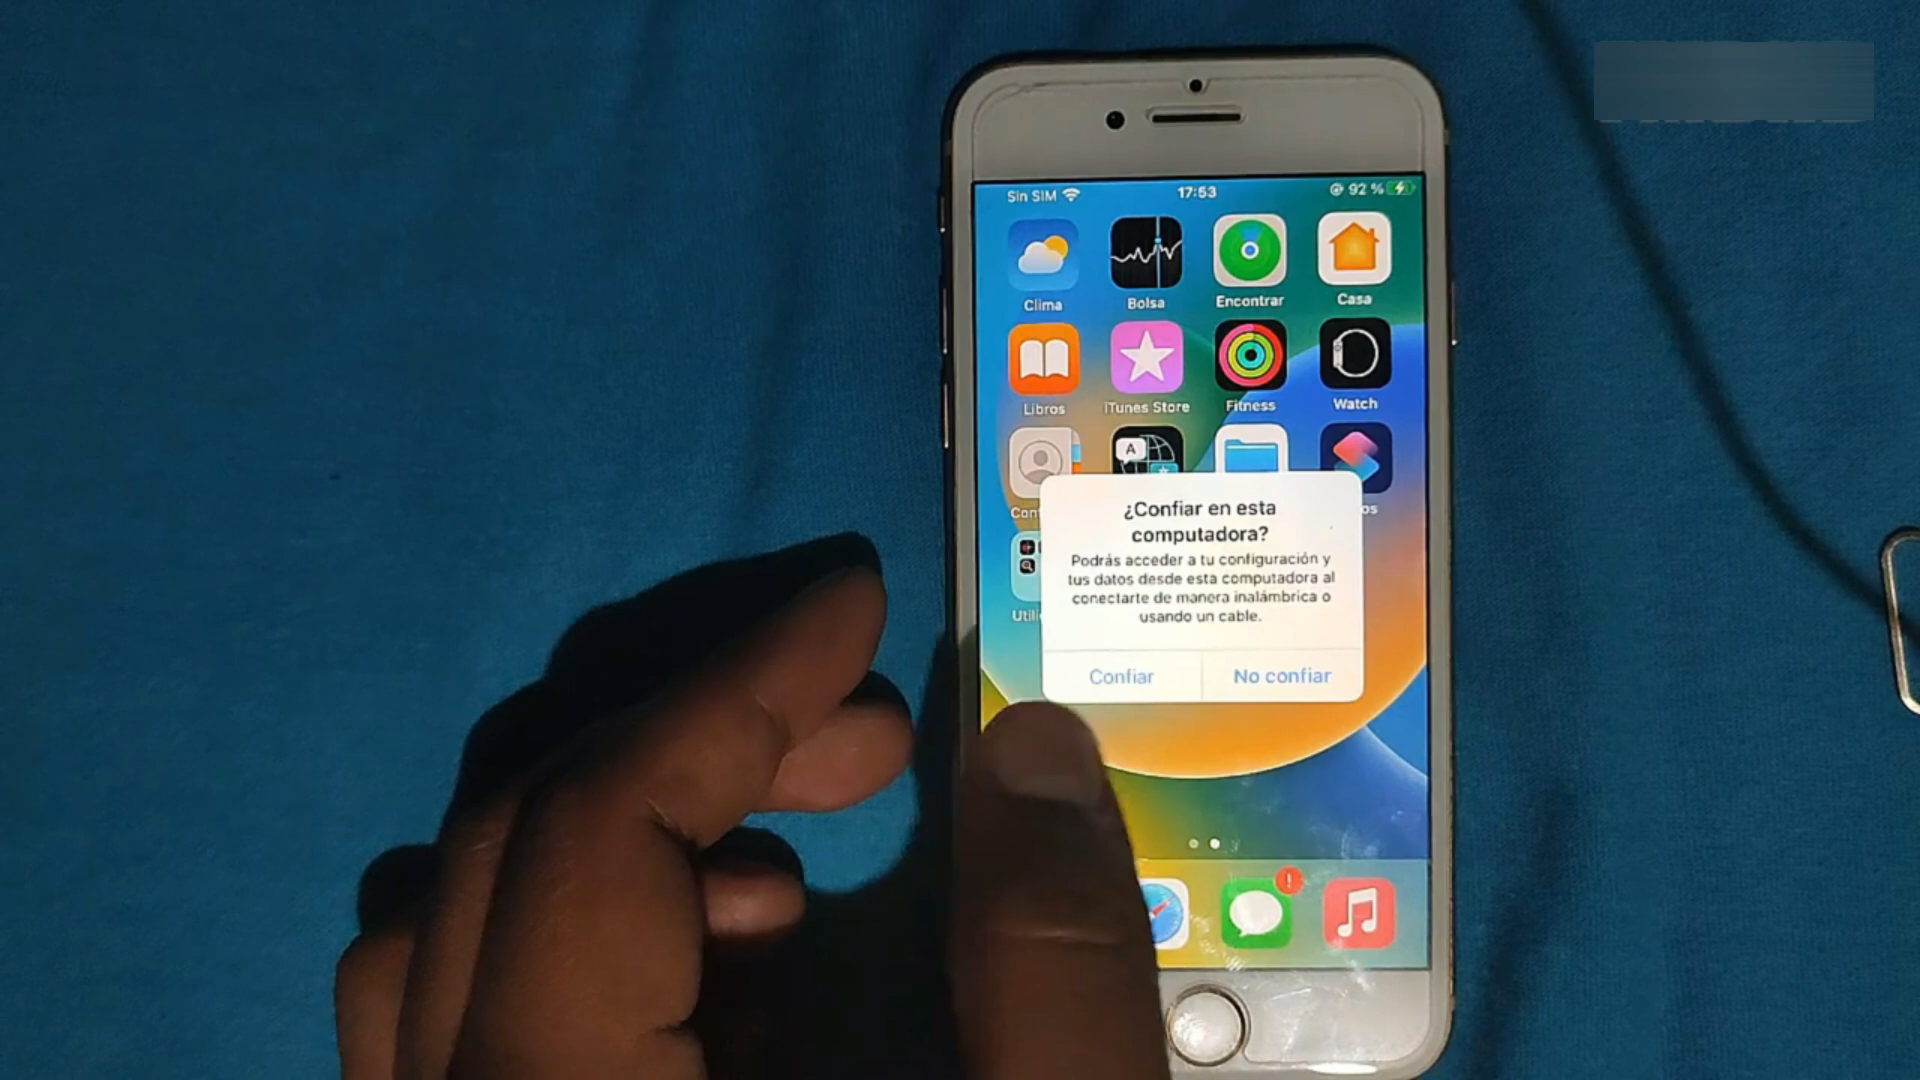 Sin SIM 17:53 92 %
Clima Bolsa Encontrar Casa
Libros iTunes Store Fitness Watch
A
¿Confiar en esta
computadora?
Podrás acceder a tu configuración y
tus datos desde esta computadora al
conectarte de manera inalámbrica o
usando un cable.
Confiar No confiar